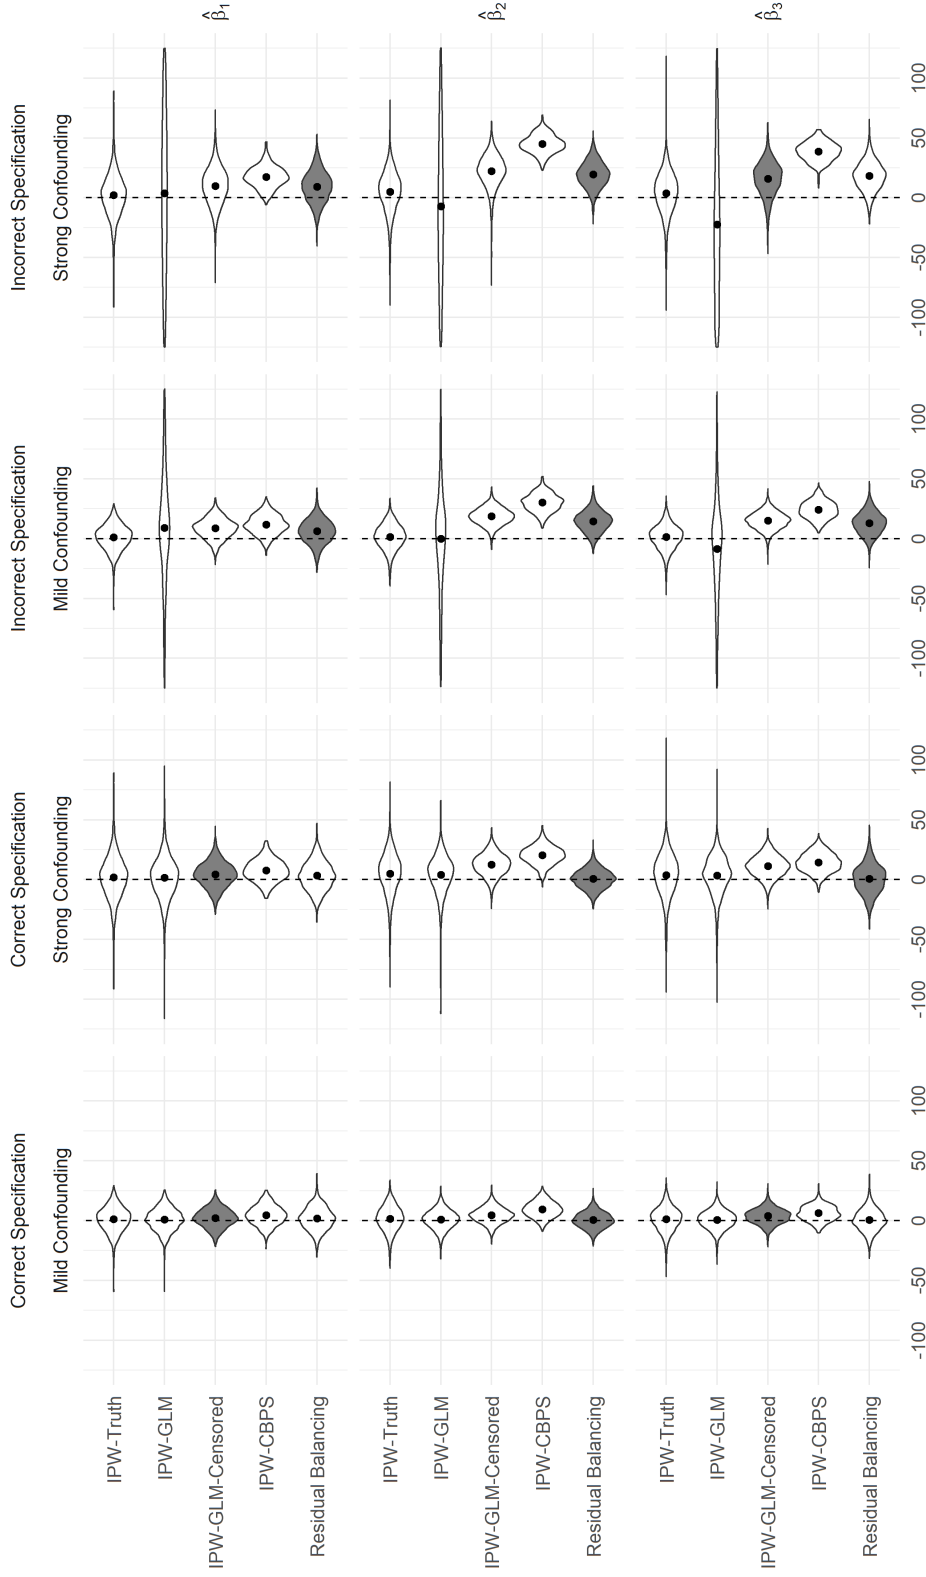 Correct Specification
Mild Confounding
Correct Specification
Strong Confounding
Incorrect Specification
Mild Confounding
Incorrect Specification
Strong Confounding
IPW-Truth
IPW-GLM
IPW-GLM-Censored
IPW-CBPS
Residual Balancing
β̂₁
IPW-Truth
IPW-GLM
IPW-GLM-Censored
IPW-CBPS
Residual Balancing
β̂₂
IPW-Truth
IPW-GLM
IPW-GLM-Censored
IPW-CBPS
Residual Balancing
β̂₃
-100 -50 0 50 100
-100 -50 0 50 100
-100 -50 0 50 100
-100 -50 0 50 100